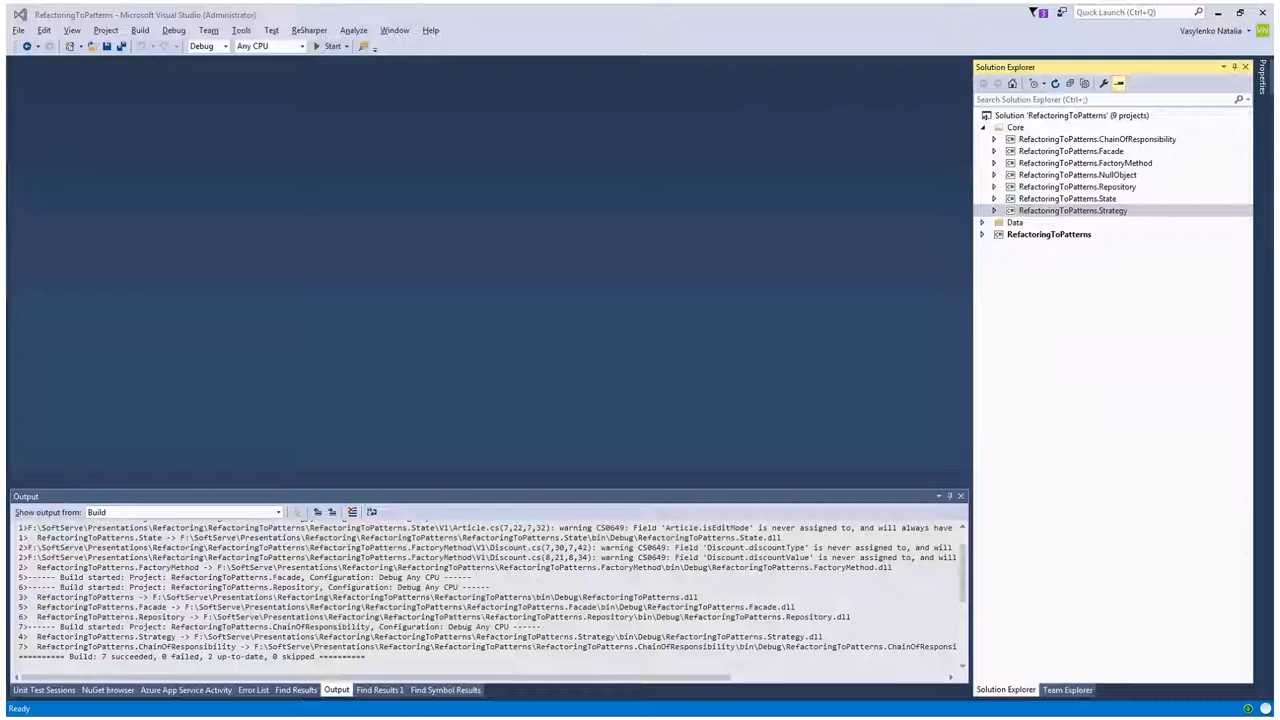 RefactoringToPatterns - Microsoft Visual Studio (Administrator)
3
Quick Launch (Ctrl+Q)
File Edit View Project Build Debug Team Tools Test ReSharper Analyze Window Help
Vasylenko Natalia
VN
Debug Any CPU Start
Solution Explorer
Properties
Search Solution Explorer (Ctrl+;)
Solution 'RefactoringToPatterns' (9 projects)
Core
RefactoringToPatterns.ChainOfResponsibility
RefactoringToPatterns.Facade
RefactoringToPatterns.FactoryMethod
RefactoringToPatterns.NullObject
RefactoringToPatterns.Repository
RefactoringToPatterns.State
RefactoringToPatterns.Strategy
Data
RefactoringToPatterns
Output
Show output from: Build
1>F:\SoftServe\Presentations\Refactoring\RefactoringToPatterns\RefactoringToPatterns.State\V1\Article.cs(7,22,7,32): warning CS0649: Field 'Article.isEditMode' is never assigned to, and will always have
1> RefactoringToPatterns.State -> F:\SoftServe\Presentations\Refactoring\RefactoringToPatterns\RefactoringToPatterns.State\bin\Debug\RefactoringToPatterns.State.dll
2>F:\SoftServe\Presentations\Refactoring\RefactoringToPatterns\RefactoringToPatterns.FactoryMethod\V1\Discount.cs(7,30,7,42): warning CS0649: Field 'Discount.discountType' is never assigned to, and will
2>F:\SoftServe\Presentations\Refactoring\RefactoringToPatterns\RefactoringToPatterns.FactoryMethod\V1\Discount.cs(8,21,8,34): warning CS0649: Field 'Discount.discountValue' is never assigned to, and will
2> RefactoringToPatterns.FactoryMethod -> F:\SoftServe\Presentations\Refactoring\RefactoringToPatterns\RefactoringToPatterns.FactoryMethod\bin\Debug\RefactoringToPatterns.FactoryMethod.dll
5>------ Build started: Project: RefactoringToPatterns.Facade, Configuration: Debug Any CPU ------
6>------ Build started: Project: RefactoringToPatterns.Repository, Configuration: Debug Any CPU ------
3> RefactoringToPatterns -> F:\SoftServe\Presentations\Refactoring\RefactoringToPatterns\RefactoringToPatterns\bin\Debug\RefactoringToPatterns.dll
5> RefactoringToPatterns.Facade -> F:\SoftServe\Presentations\Refactoring\RefactoringToPatterns\RefactoringToPatterns.Facade\bin\Debug\RefactoringToPatterns.Facade.dll
6> RefactoringToPatterns.Repository -> F:\SoftServe\Presentations\Refactoring\RefactoringToPatterns\RefactoringToPatterns.Repository\bin\Debug\RefactoringToPatterns.Repository.dll
7>------ Build started: Project: RefactoringToPatterns.ChainOfResponsibility, Configuration: Debug Any CPU ------
4> RefactoringToPatterns.Strategy -> F:\SoftServe\Presentations\Refactoring\RefactoringToPatterns\RefactoringToPatterns.Strategy\bin\Debug\RefactoringToPatterns.Strategy.dll
7> RefactoringToPatterns.ChainOfResponsibility -> F:\SoftServe\Presentations\Refactoring\RefactoringToPatterns\RefactoringToPatterns.ChainOfResponsibility\bin\Debug\RefactoringToPatterns.ChainOfResponsi
========== Build: 7 succeeded, 0 failed, 2 up-to-date, 0 skipped ==========
Unit Test Sessions NuGet browser Azure App Service Activity Error List Find Results Output Find Results 1 Find Symbol Results
Solution Explorer Team Explorer
Ready